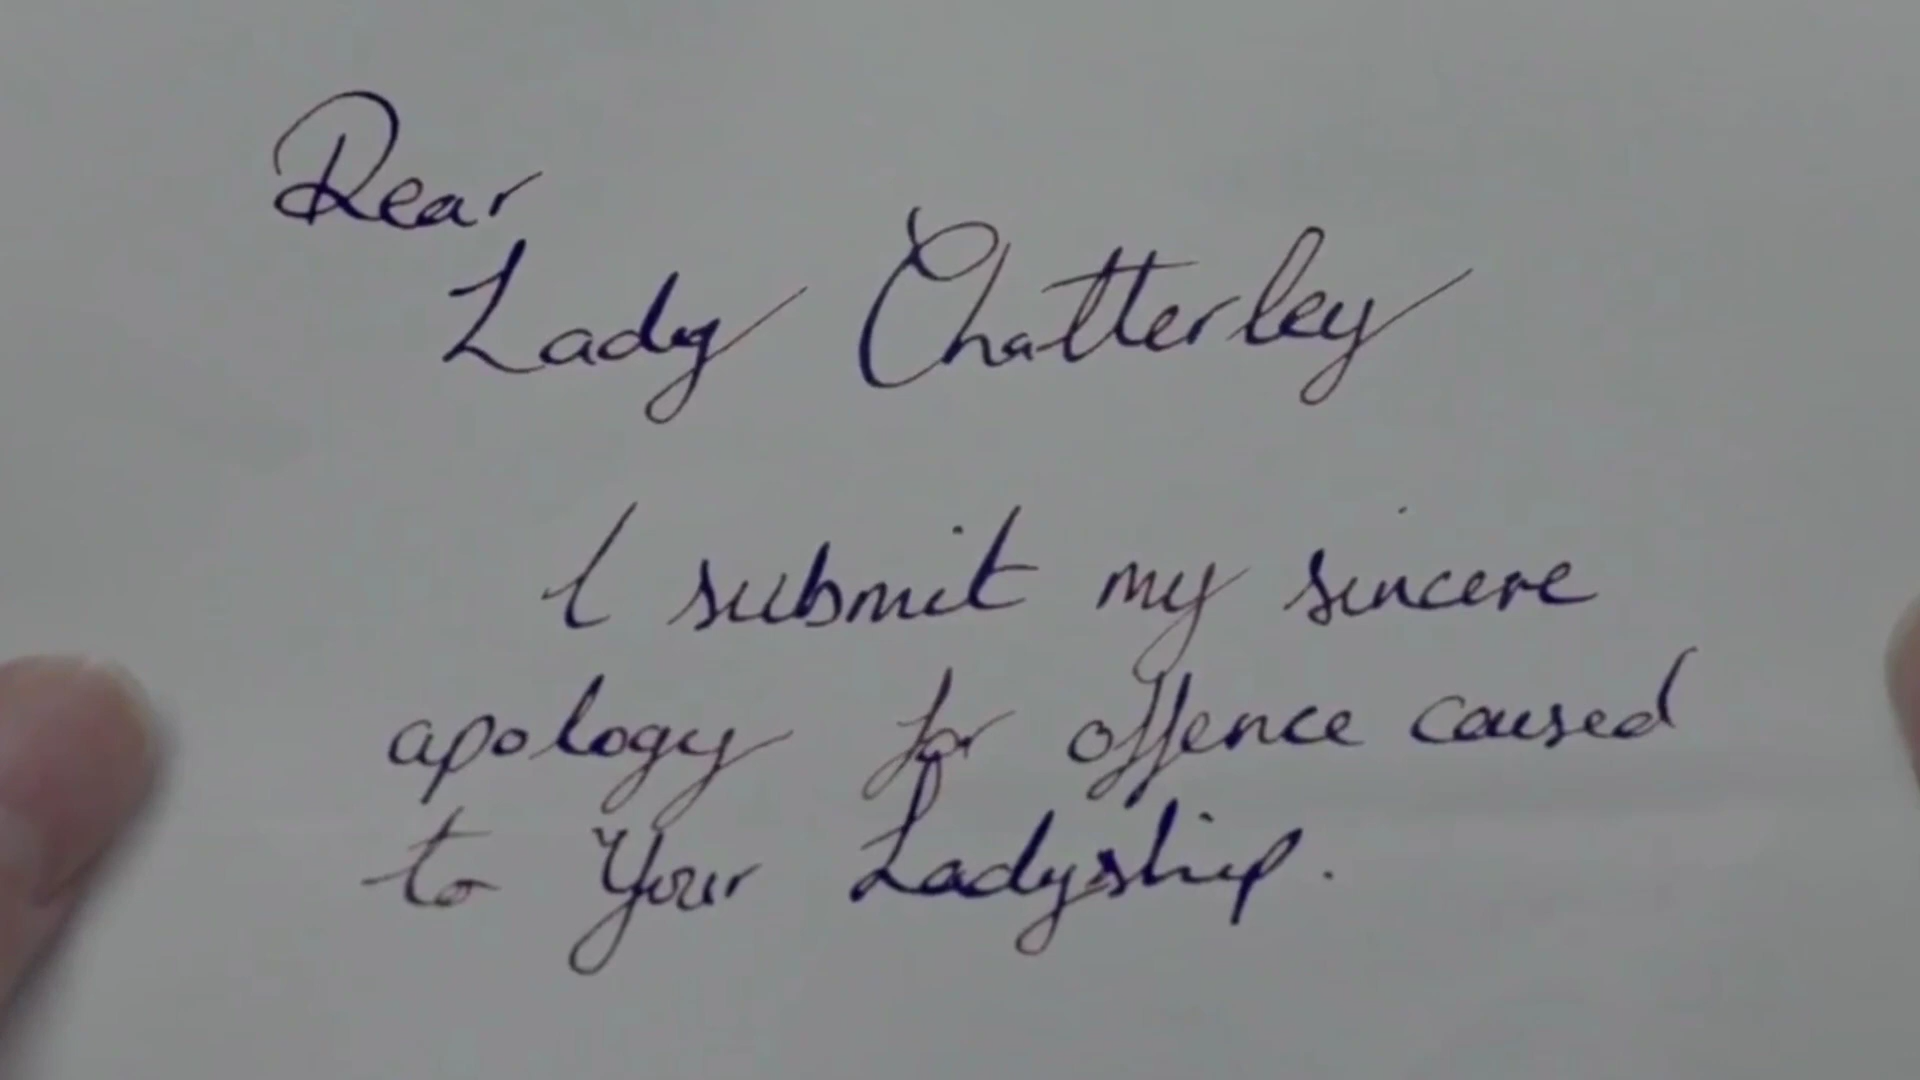 Dear
Lady Chatterley
I submit my sincere
apology for offence caused
to Your Ladyship.